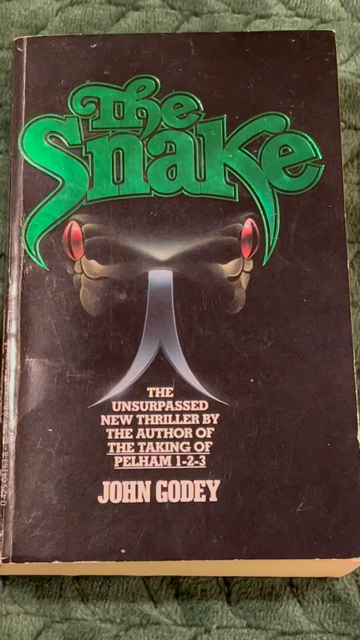 The
Snake
THE
UNSURPASSED
NEW THRILLER BY
THE AUTHOR OF
THE TAKING OF
PELHAM 1-2-3
JOHN GODEY